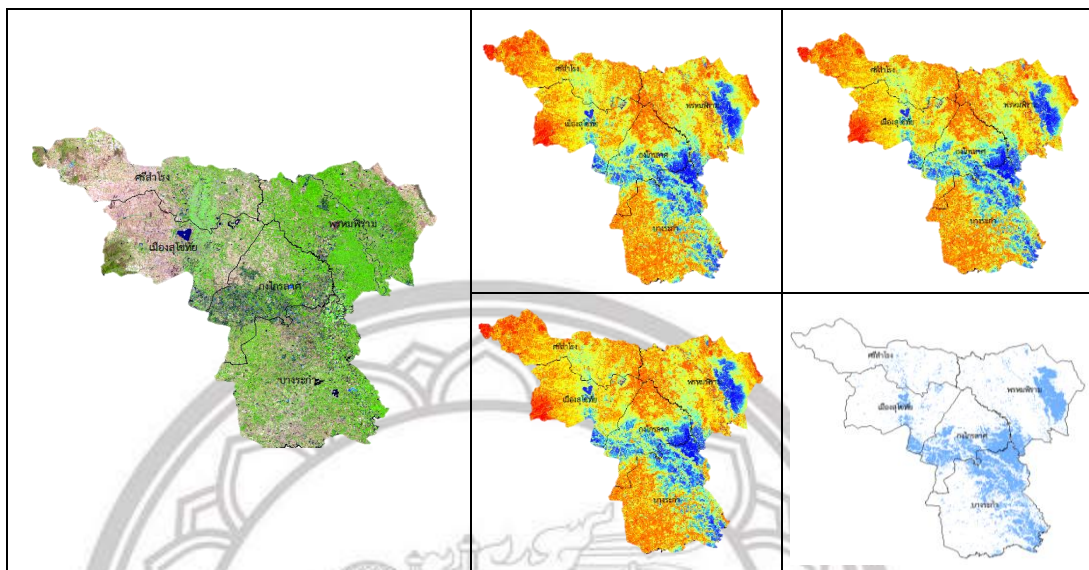 ศรีสำโรง
พรหมพิราม
เมืองสุโขทัย
กงไกรลาศ
บางระกำ
ศรีสำโรง
พรหมพิราม
เมืองสุโขทัย
กงไกรลาศ
บางระกำ
ศรีสำโรง
พรหมพิราม
เมืองสุโขทัย
กงไกรลาศ
บางระกำ
ศรีสำโรง
พรหมพิราม
เมืองสุโขทัย
กงไกรลาศ
บางระกำ
ศรีสำโรง
พรหมพิราม
เมืองสุโขทัย
กงไกรลาศ
บางระกำ